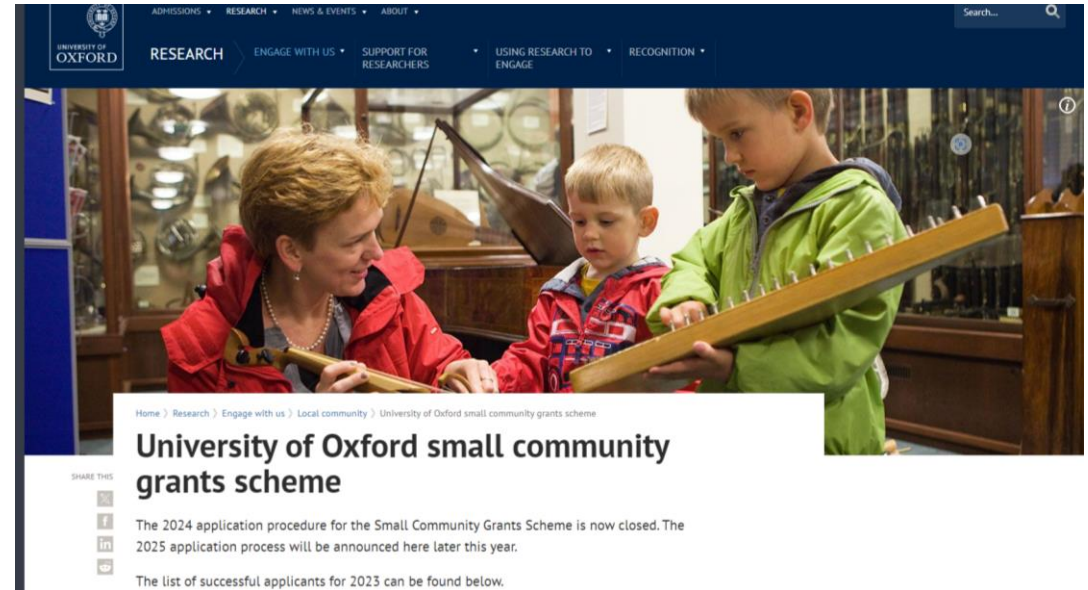 ADMISSIONS RESEARCH NEWS & EVENTS ABOUT
Search...
UNIVERSITY OF
OXFORD
RESEARCH
ENGAGE WITH US
SUPPORT FOR
RESEARCHERS
USING RESEARCH TO
ENGAGE
RECOGNITION
i
Home 〉 Research 〉 Engage with us 〉 Local community 〉 University of Oxford small community grants scheme
University of Oxford small community
grants scheme
SHARE THIS
The 2024 application procedure for the Small Community Grants Scheme is now closed. The
2025 application process will be announced here later this year.
The list of successful applicants for 2023 can be found below.